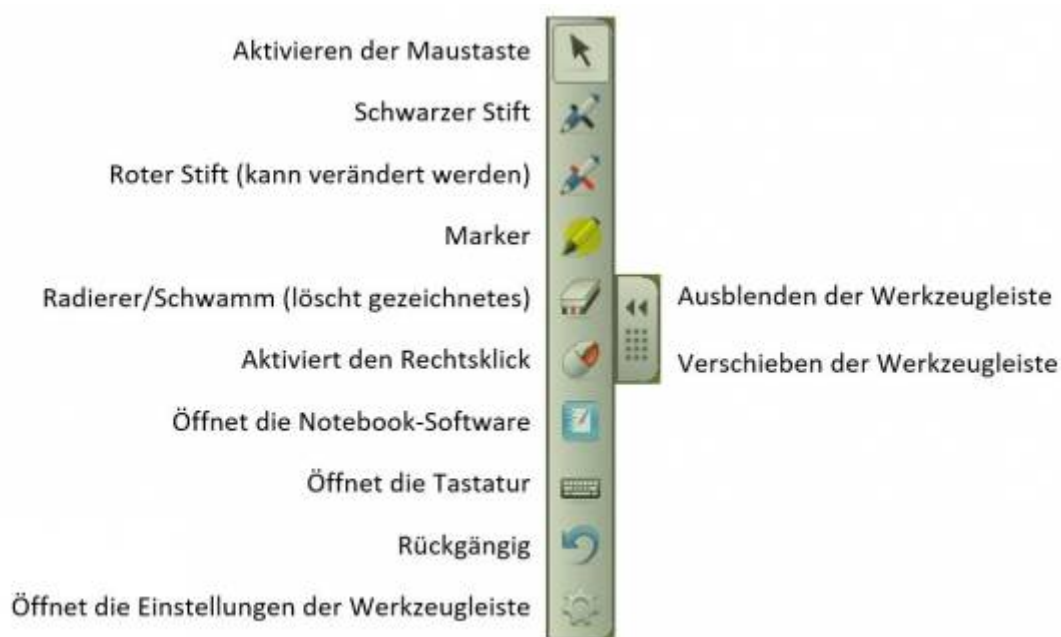 Aktivieren der Maustaste
Schwarzer Stift
Roter Stift (kann verändert werden)
Marker
Radierer/Schwamm (löscht gezeichnetes)
Ausblenden der Werkzeugleiste
Aktiviert den Rechtsklick
Verschieben der Werkzeugleiste
Öffnet die Notebook-Software
Öffnet die Tastatur
Rückgängig
Öffnet die Einstellungen der Werkzeugleiste